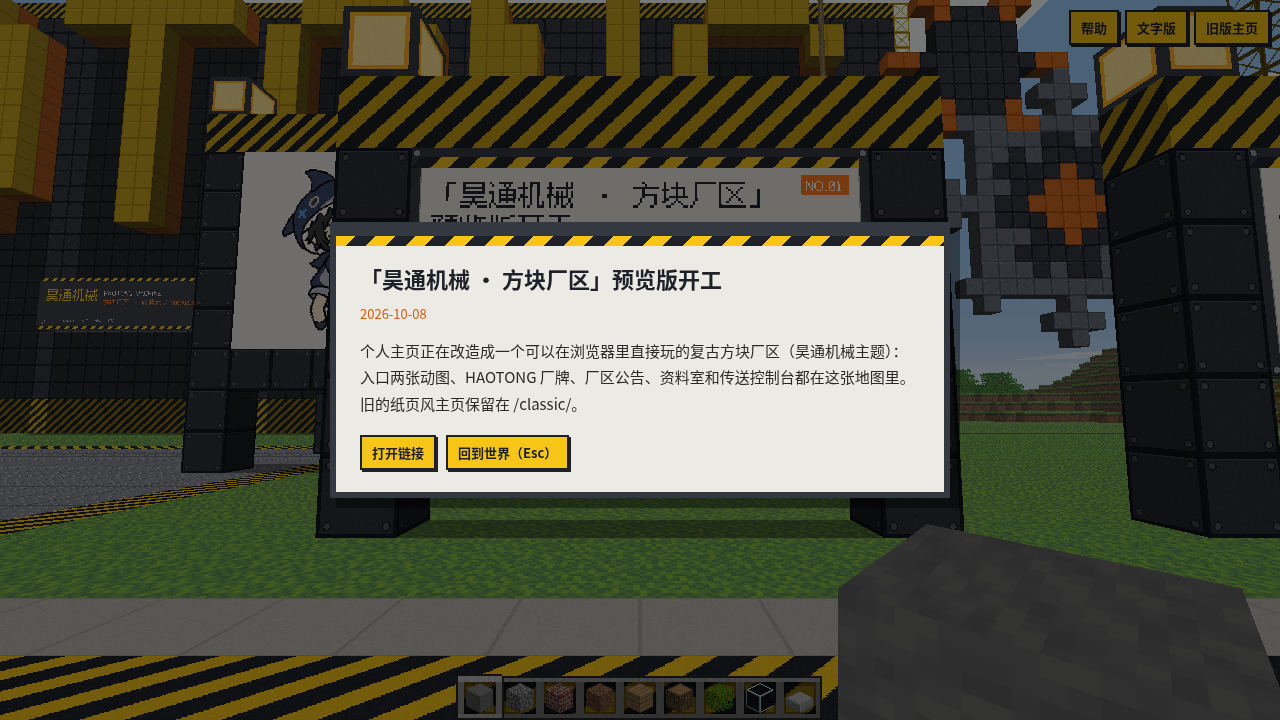 帮助
文字版
旧版主页
「昊通机械 · 方块厂区」
NO.01
昊通机械
「昊通机械 · 方块厂区」预览版开工
2026-10-08
个人主页正在改造成一个可以在浏览器里直接玩的复古方块厂区（昊通机械主题）：
入口两张动图、HAOTONG 厂牌、厂区公告、资料室和传送控制台都在这张地图里。
旧的纸页风主页保留在 /classic/。
打开链接
回到世界（Esc）